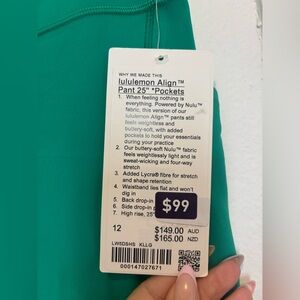 WHY WE MADE THIS
lululemon Align™
Pant 25" *Pockets
1. When feeling nothing is
everything. Powered by Nulu™
fabric, this version of our
lululemon Align™ pants still
feels weightless and
buttery-soft, with added
pockets to hold your essentials
during your practice
2. Our buttery-soft Nulu™ fabric
feels weightlessly light and is
sweat-wicking and four-way
stretch
3. Added Lycra® fibre for stretch
and shape retention
4. Waistband lies flat and won't
dig in
5. Back drop-in
6. Side drop-in
7. High rise, 25"
$99
12
$149.00 AUD
$165.00 NZD
LW5DSHS KLLG
000147027671